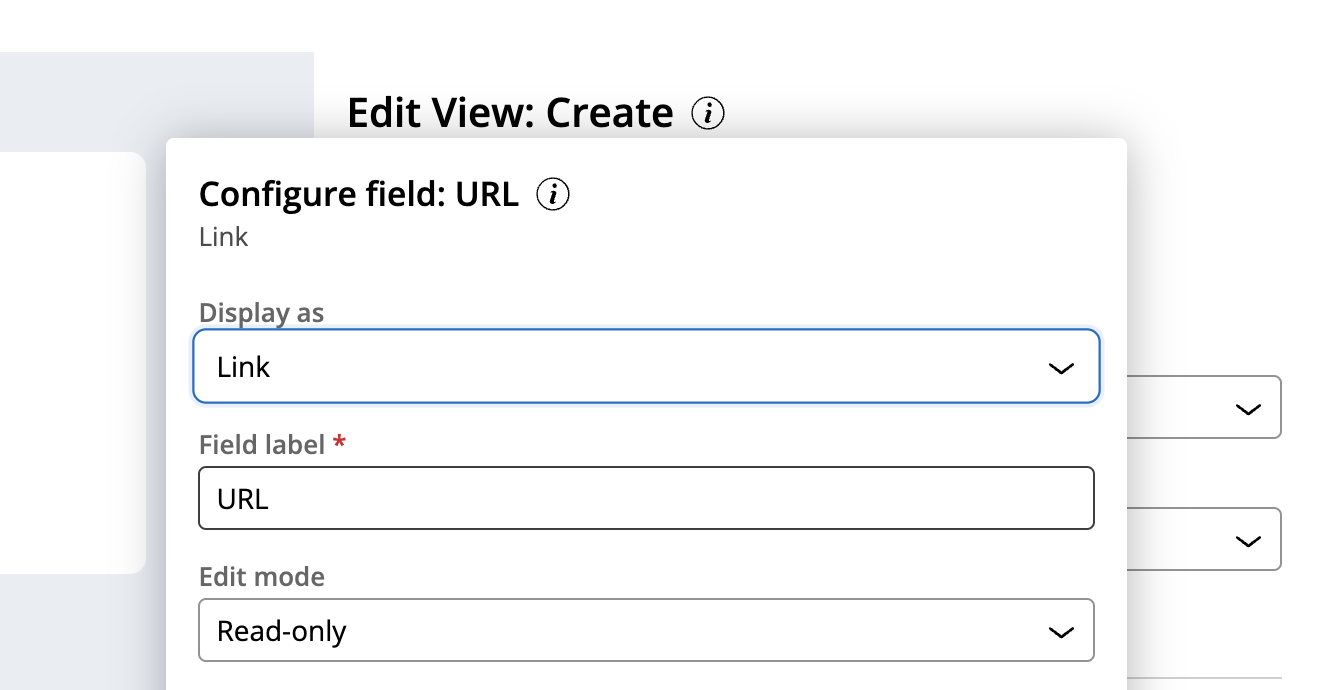 Edit View: Create
Configure field: URL
Link
Display as
Link
Field label *
URL
Edit mode
Read-only